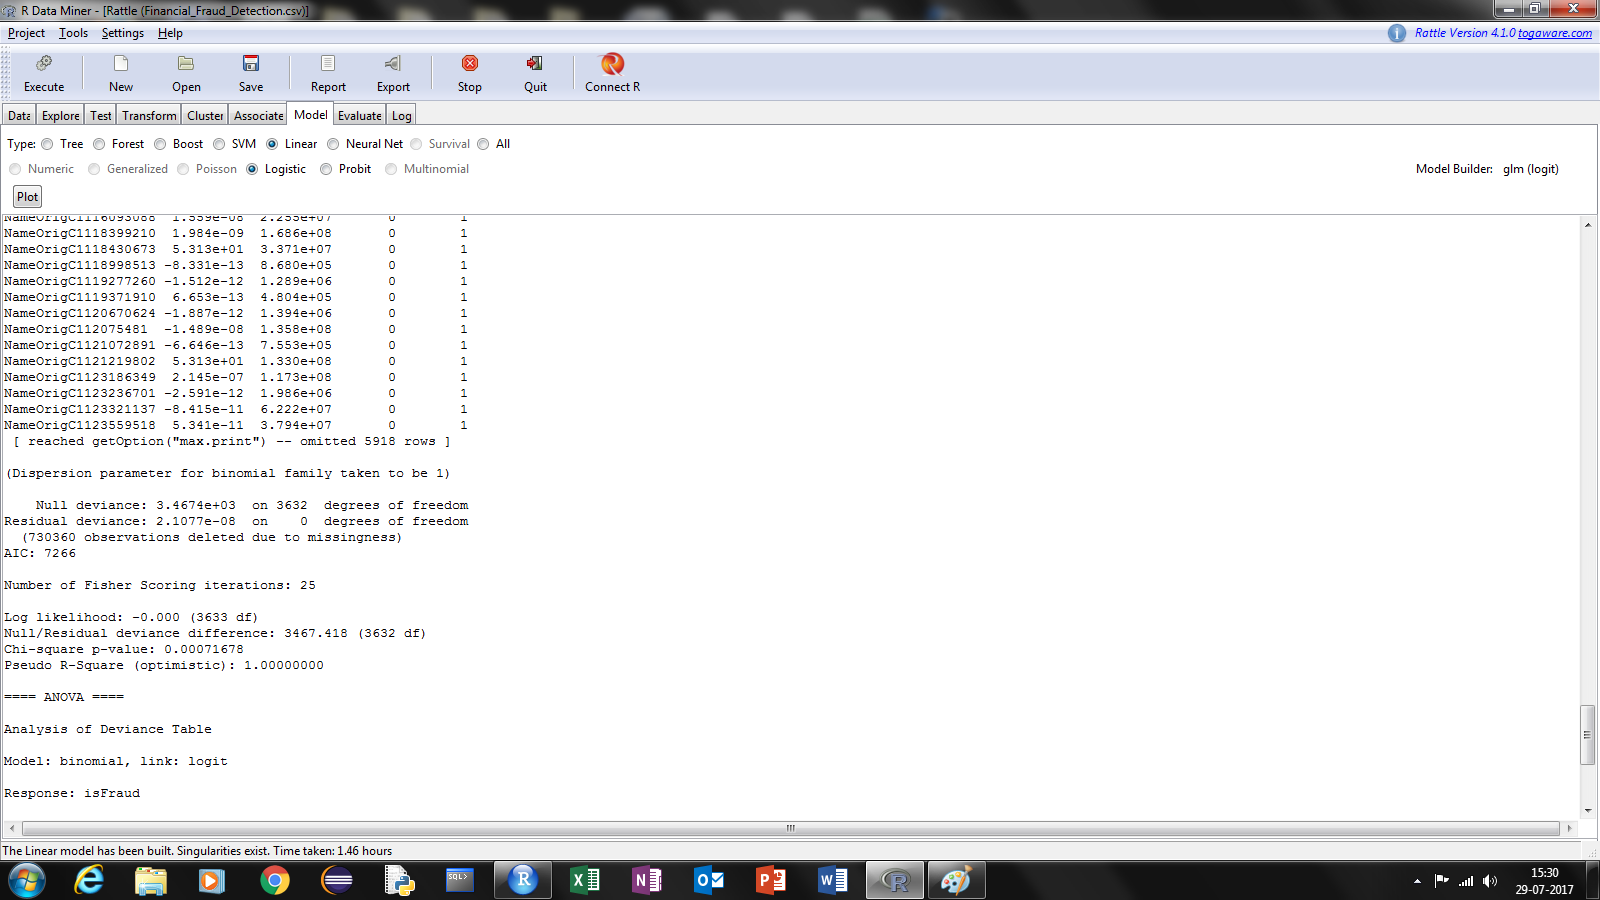 R Data Miner - [Rattle (Financial_Fraud_Detection.csv)]
Project Tools Settings Help
Rattle Version 4.1.0 togaware.com
Execute New Open Save Report Export Stop Quit Connect R
Data Explore Test Transform Cluster Associate Model Evaluate Log
Type: Tree Forest Boost SVM Linear Neural Net Survival All
Numeric Generalized Poisson Logistic Probit Multinomial
Model Builder: glm (logit)
Plot
NameOrigC1116093088 1.559e-08 2.255e+07 0 1
NameOrigC1118399210 1.984e-09 1.686e+08 0 1
NameOrigC1118430673 5.313e+01 3.371e+07 0 1
NameOrigC1118998513 -8.331e-13 8.680e+05 0 1
NameOrigC1119277260 -1.512e-12 1.289e+06 0 1
NameOrigC1119371910 6.653e-13 4.804e+05 0 1
NameOrigC1120670624 -1.887e-12 1.394e+06 0 1
NameOrigC112075481 -1.489e-08 1.358e+08 0 1
NameOrigC1121072891 -6.646e-13 7.553e+05 0 1
NameOrigC1121219802 5.313e+01 1.330e+08 0 1
NameOrigC1123186349 2.145e-07 1.173e+08 0 1
NameOrigC1123236701 -2.591e-12 1.986e+06 0 1
NameOrigC1123321137 -8.415e-11 6.222e+07 0 1
NameOrigC1123559518 5.341e-11 3.794e+07 0 1
[ reached getOption("max.print") -- omitted 5918 rows ]
(Dispersion parameter for binomial family taken to be 1)
Null deviance: 3.4674e+03 on 3632 degrees of freedom
Residual deviance: 2.1077e-08 on 0 degrees of freedom
(730360 observations deleted due to missingness)
AIC: 7266
Number of Fisher Scoring iterations: 25
Log likelihood: -0.000 (3633 df)
Null/Residual deviance difference: 3467.418 (3632 df)
Chi-square p-value: 0.00071678
Pseudo R-Square (optimistic): 1.00000000
==== ANOVA ====
Analysis of Deviance Table
Model: binomial, link: logit
Response: isFraud
The Linear model has been built. Singularities exist. Time taken: 1.46 hours
SQL>
15:30
29-07-2017